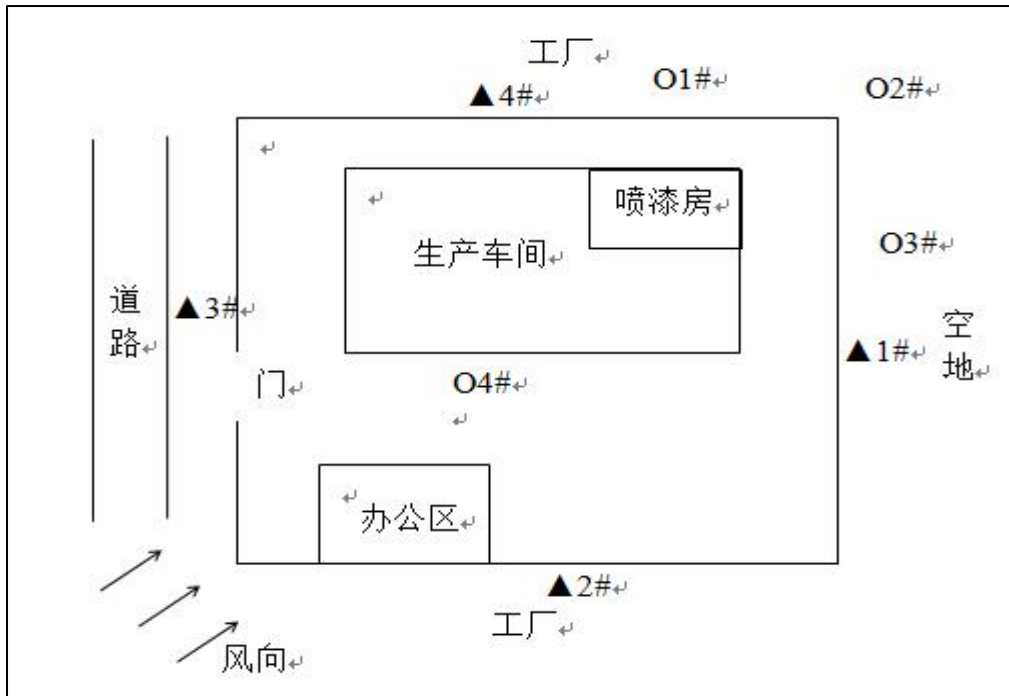 工厂
▲4#
O1#
O2#
喷漆房
生产车间
O3#
道
路
▲3#
▲1#
空
地
门
O4#
办公区
▲2#
工厂
风向